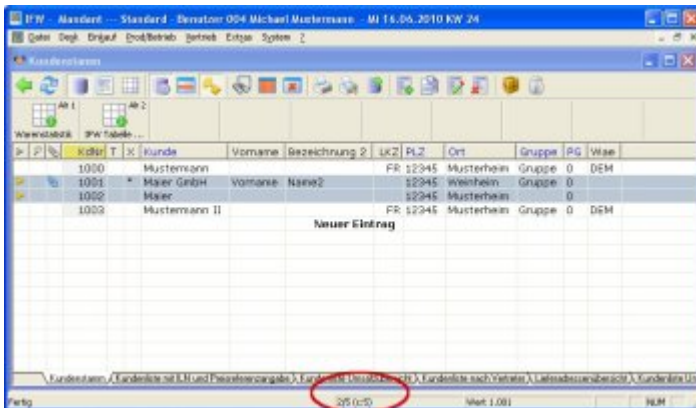 IFW - Mandant --- Standard - Benutzer 004 Michael Mustermann - Mi 16.06.2010 KW 24
Datei Einkauf Prod/Betrieb Vertrieb Extras System ?
Kundenstamm
Alt 1 Alt 2
Warenstatistik IFW Tabelle ...
KdNr T X Kunde Vorname Bezeichnung 2 LKZ PLZ Ort Gruppe PG Wae
1000 Mustermann FR 12345 Musterheim Gruppe 0 DEM
1001 * Maier GmbH Vorname Name2 12345 Weinheim Gruppe 0
1002 Maier 12345 Musterheim 0
1003 Mustermann II FR 12345 Musterheim Gruppe 0 DEM
Neuer Eintrag
Kundenstamm Kundenliste mit ILN und Preisreferenzangabe Kundenliste Umsatzübersicht Kundenliste nach Vertreter Lieferadressenübersicht Kundenliste
Fertig 2/5 (c:5) Wert 1.001 NUM